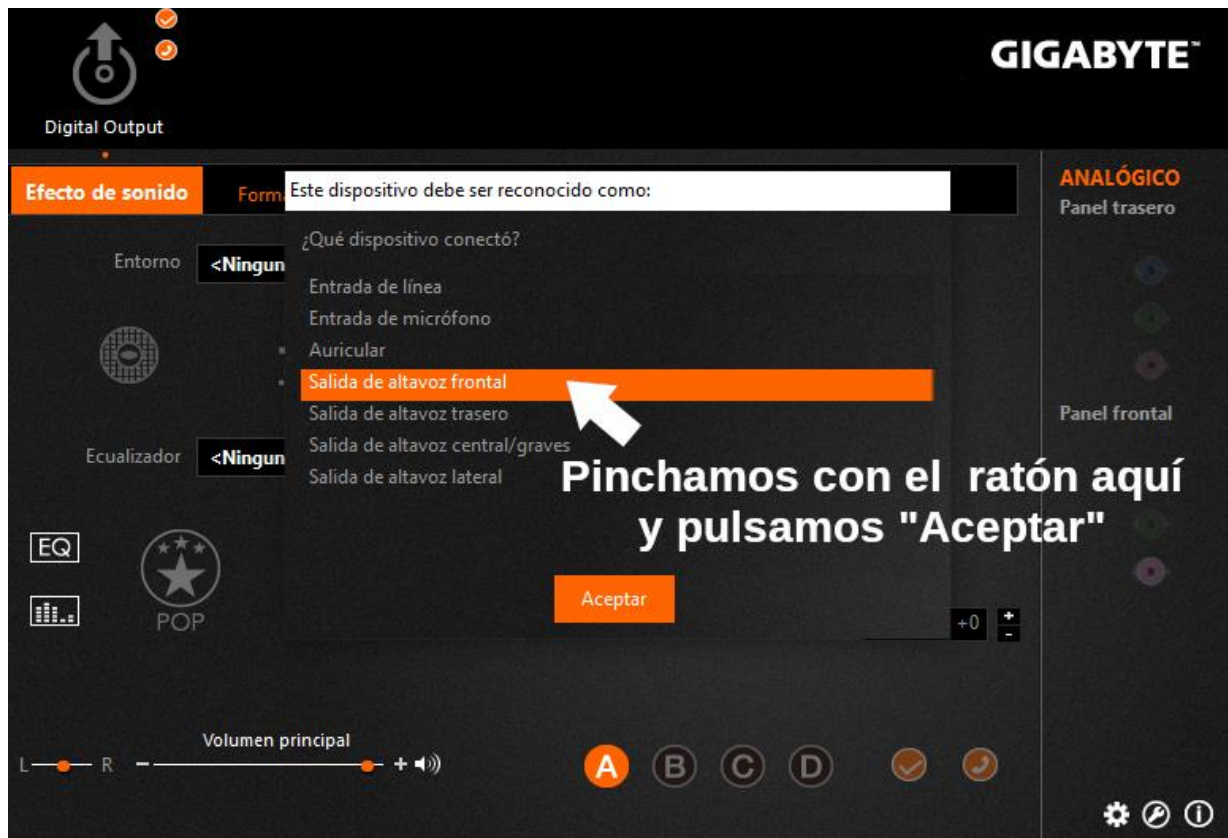 GIGABYTE™
Digital Output
Efecto de sonido
Form
Este dispositivo debe ser reconocido como:
ANALÓGICO
Panel trasero
¿Qué dispositivo conectó?
Entorno
<Ningun
Entrada de línea
Entrada de micrófono
Auricular
Salida de altavoz frontal
Salida de altavoz trasero
Panel frontal
Salida de altavoz central/graves
Ecualizador
<Ningun
Salida de altavoz lateral
Pinchamos con el ratón aquí
y pulsamos "Aceptar"
EQ
Aceptar
POP
+0
+
-
Volumen principal
L
R
-
+
A
B
C
D